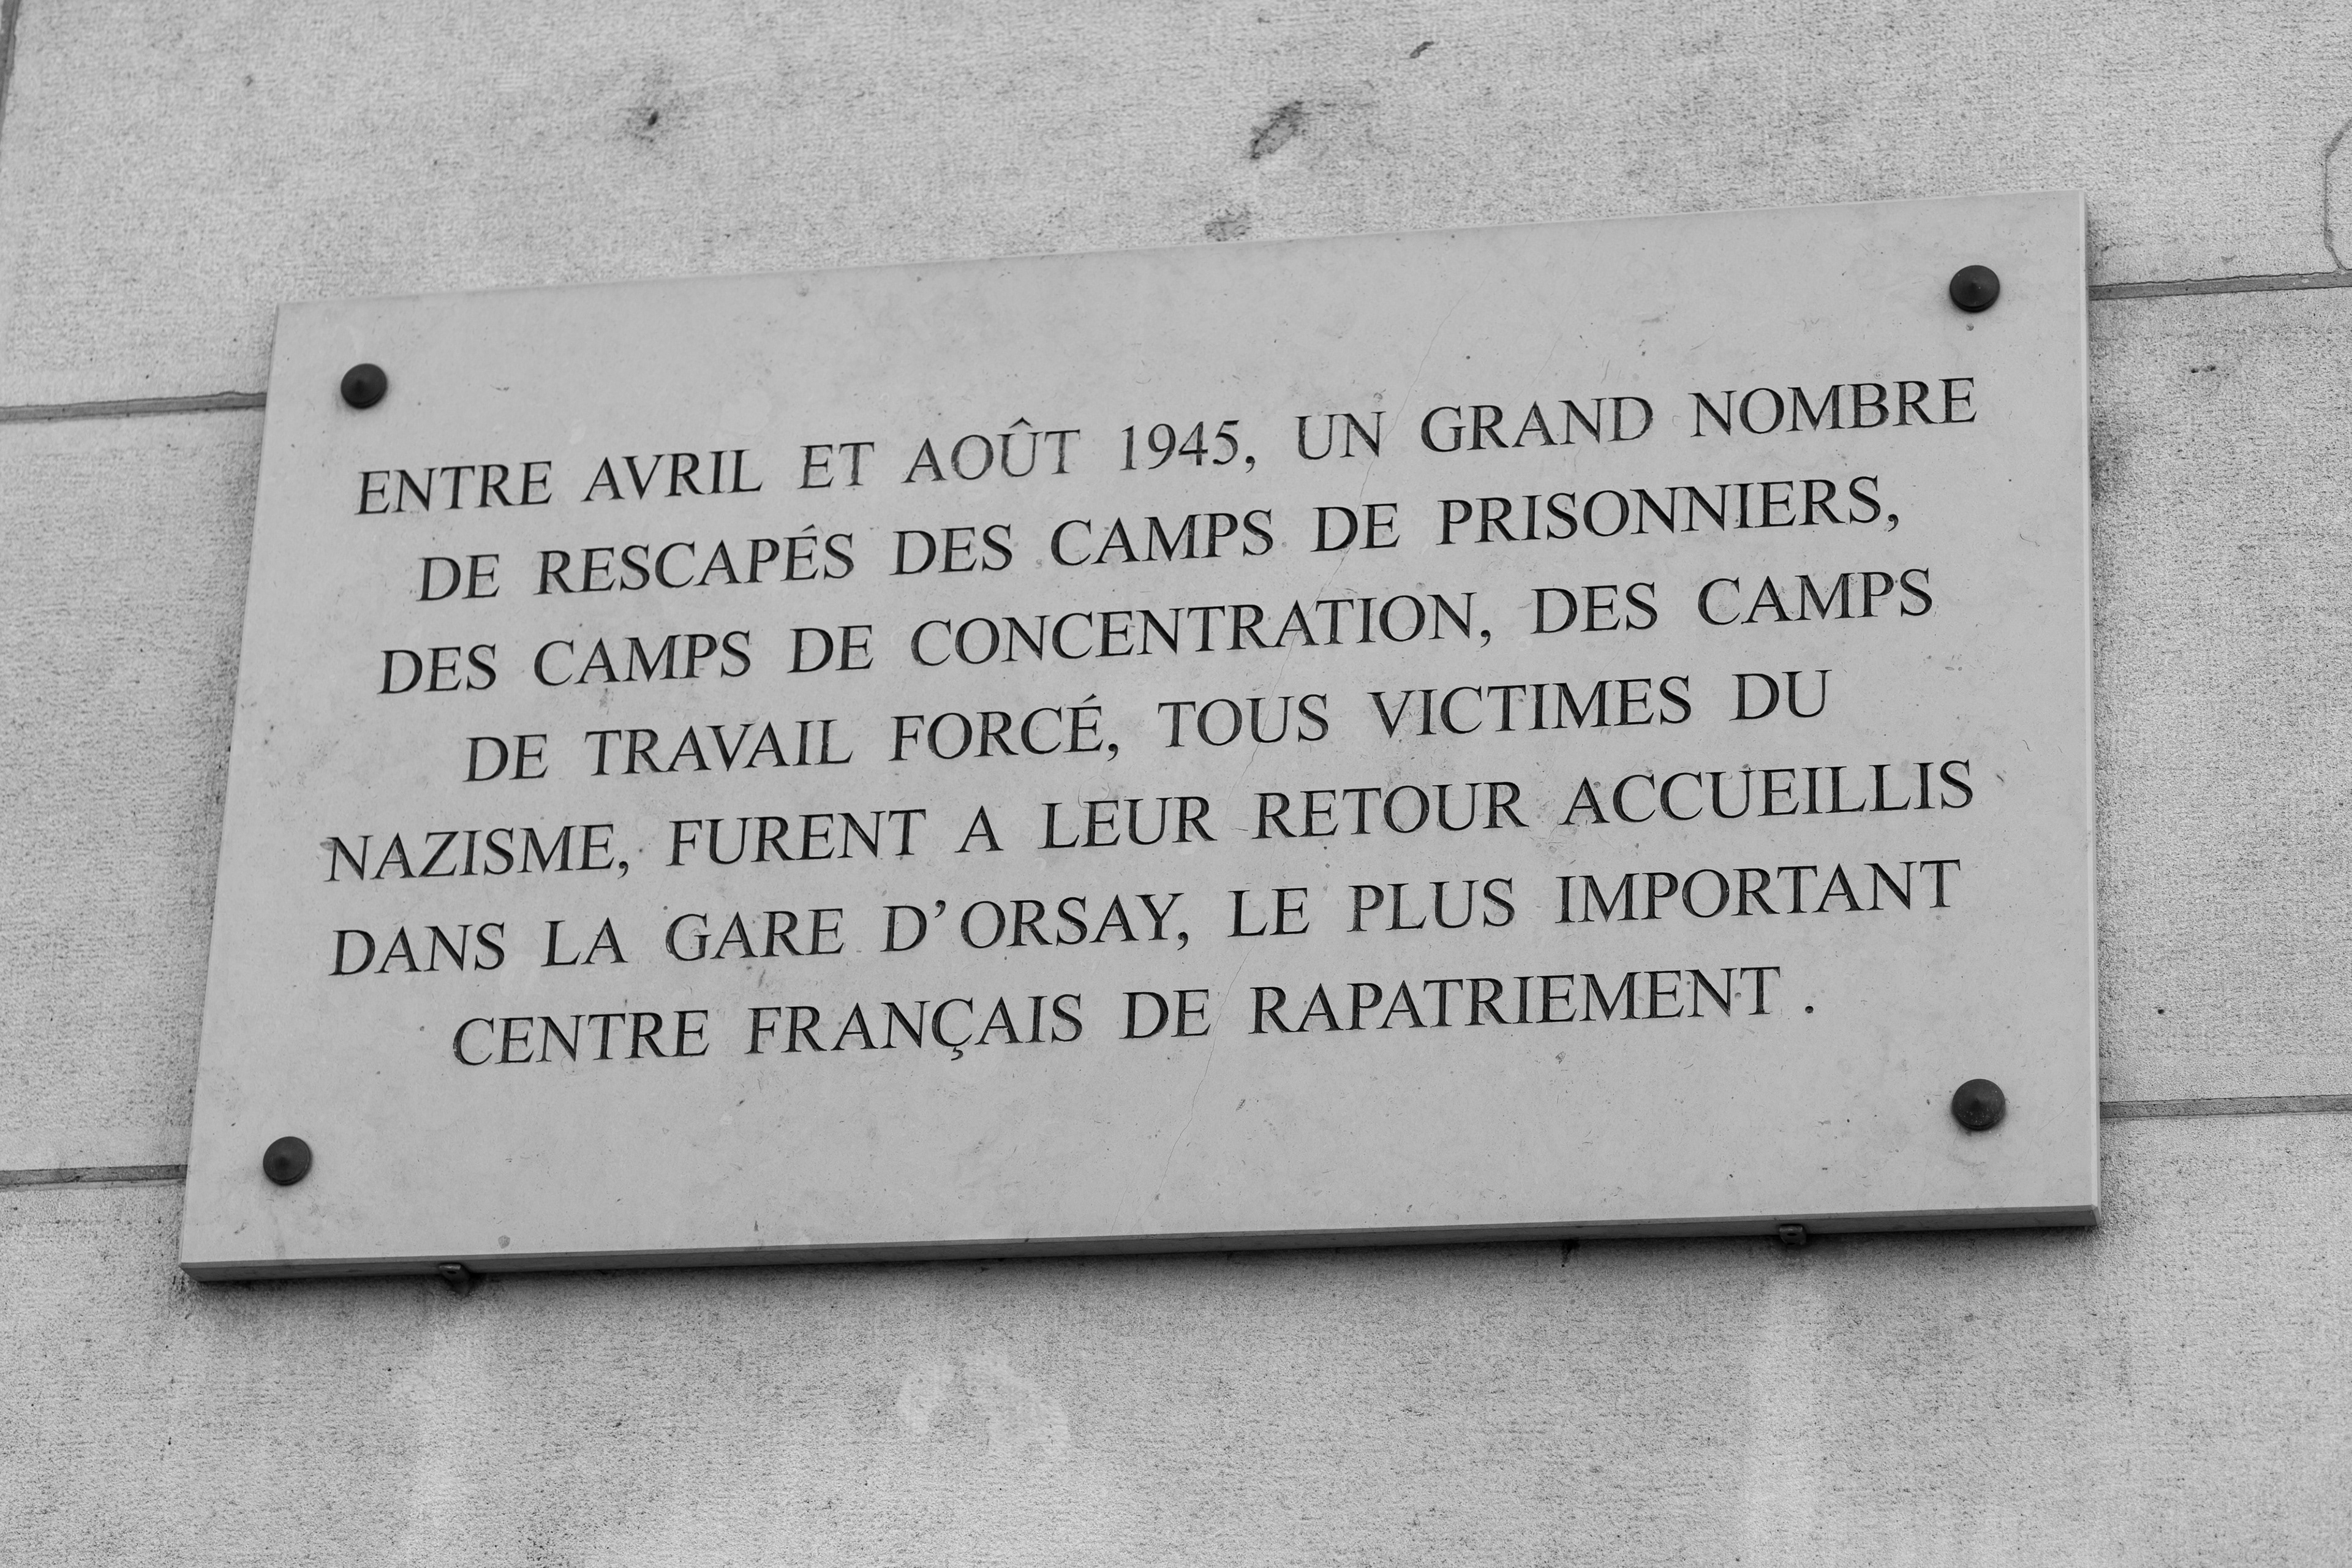 ENTRE AVRIL ET AOÛT 1945, UN GRAND NOMBRE
DE RESCAPÉS DES CAMPS DE PRISONNIERS,
DES CAMPS DE CONCENTRATION, DES CAMPS
DE TRAVAIL FORCÉ, TOUS VICTIMES DU
NAZISME, FURENT A LEUR RETOUR ACCUEILLIS
DANS LA GARE D'ORSAY, LE PLUS IMPORTANT
CENTRE FRANÇAIS DE RAPATRIEMENT .